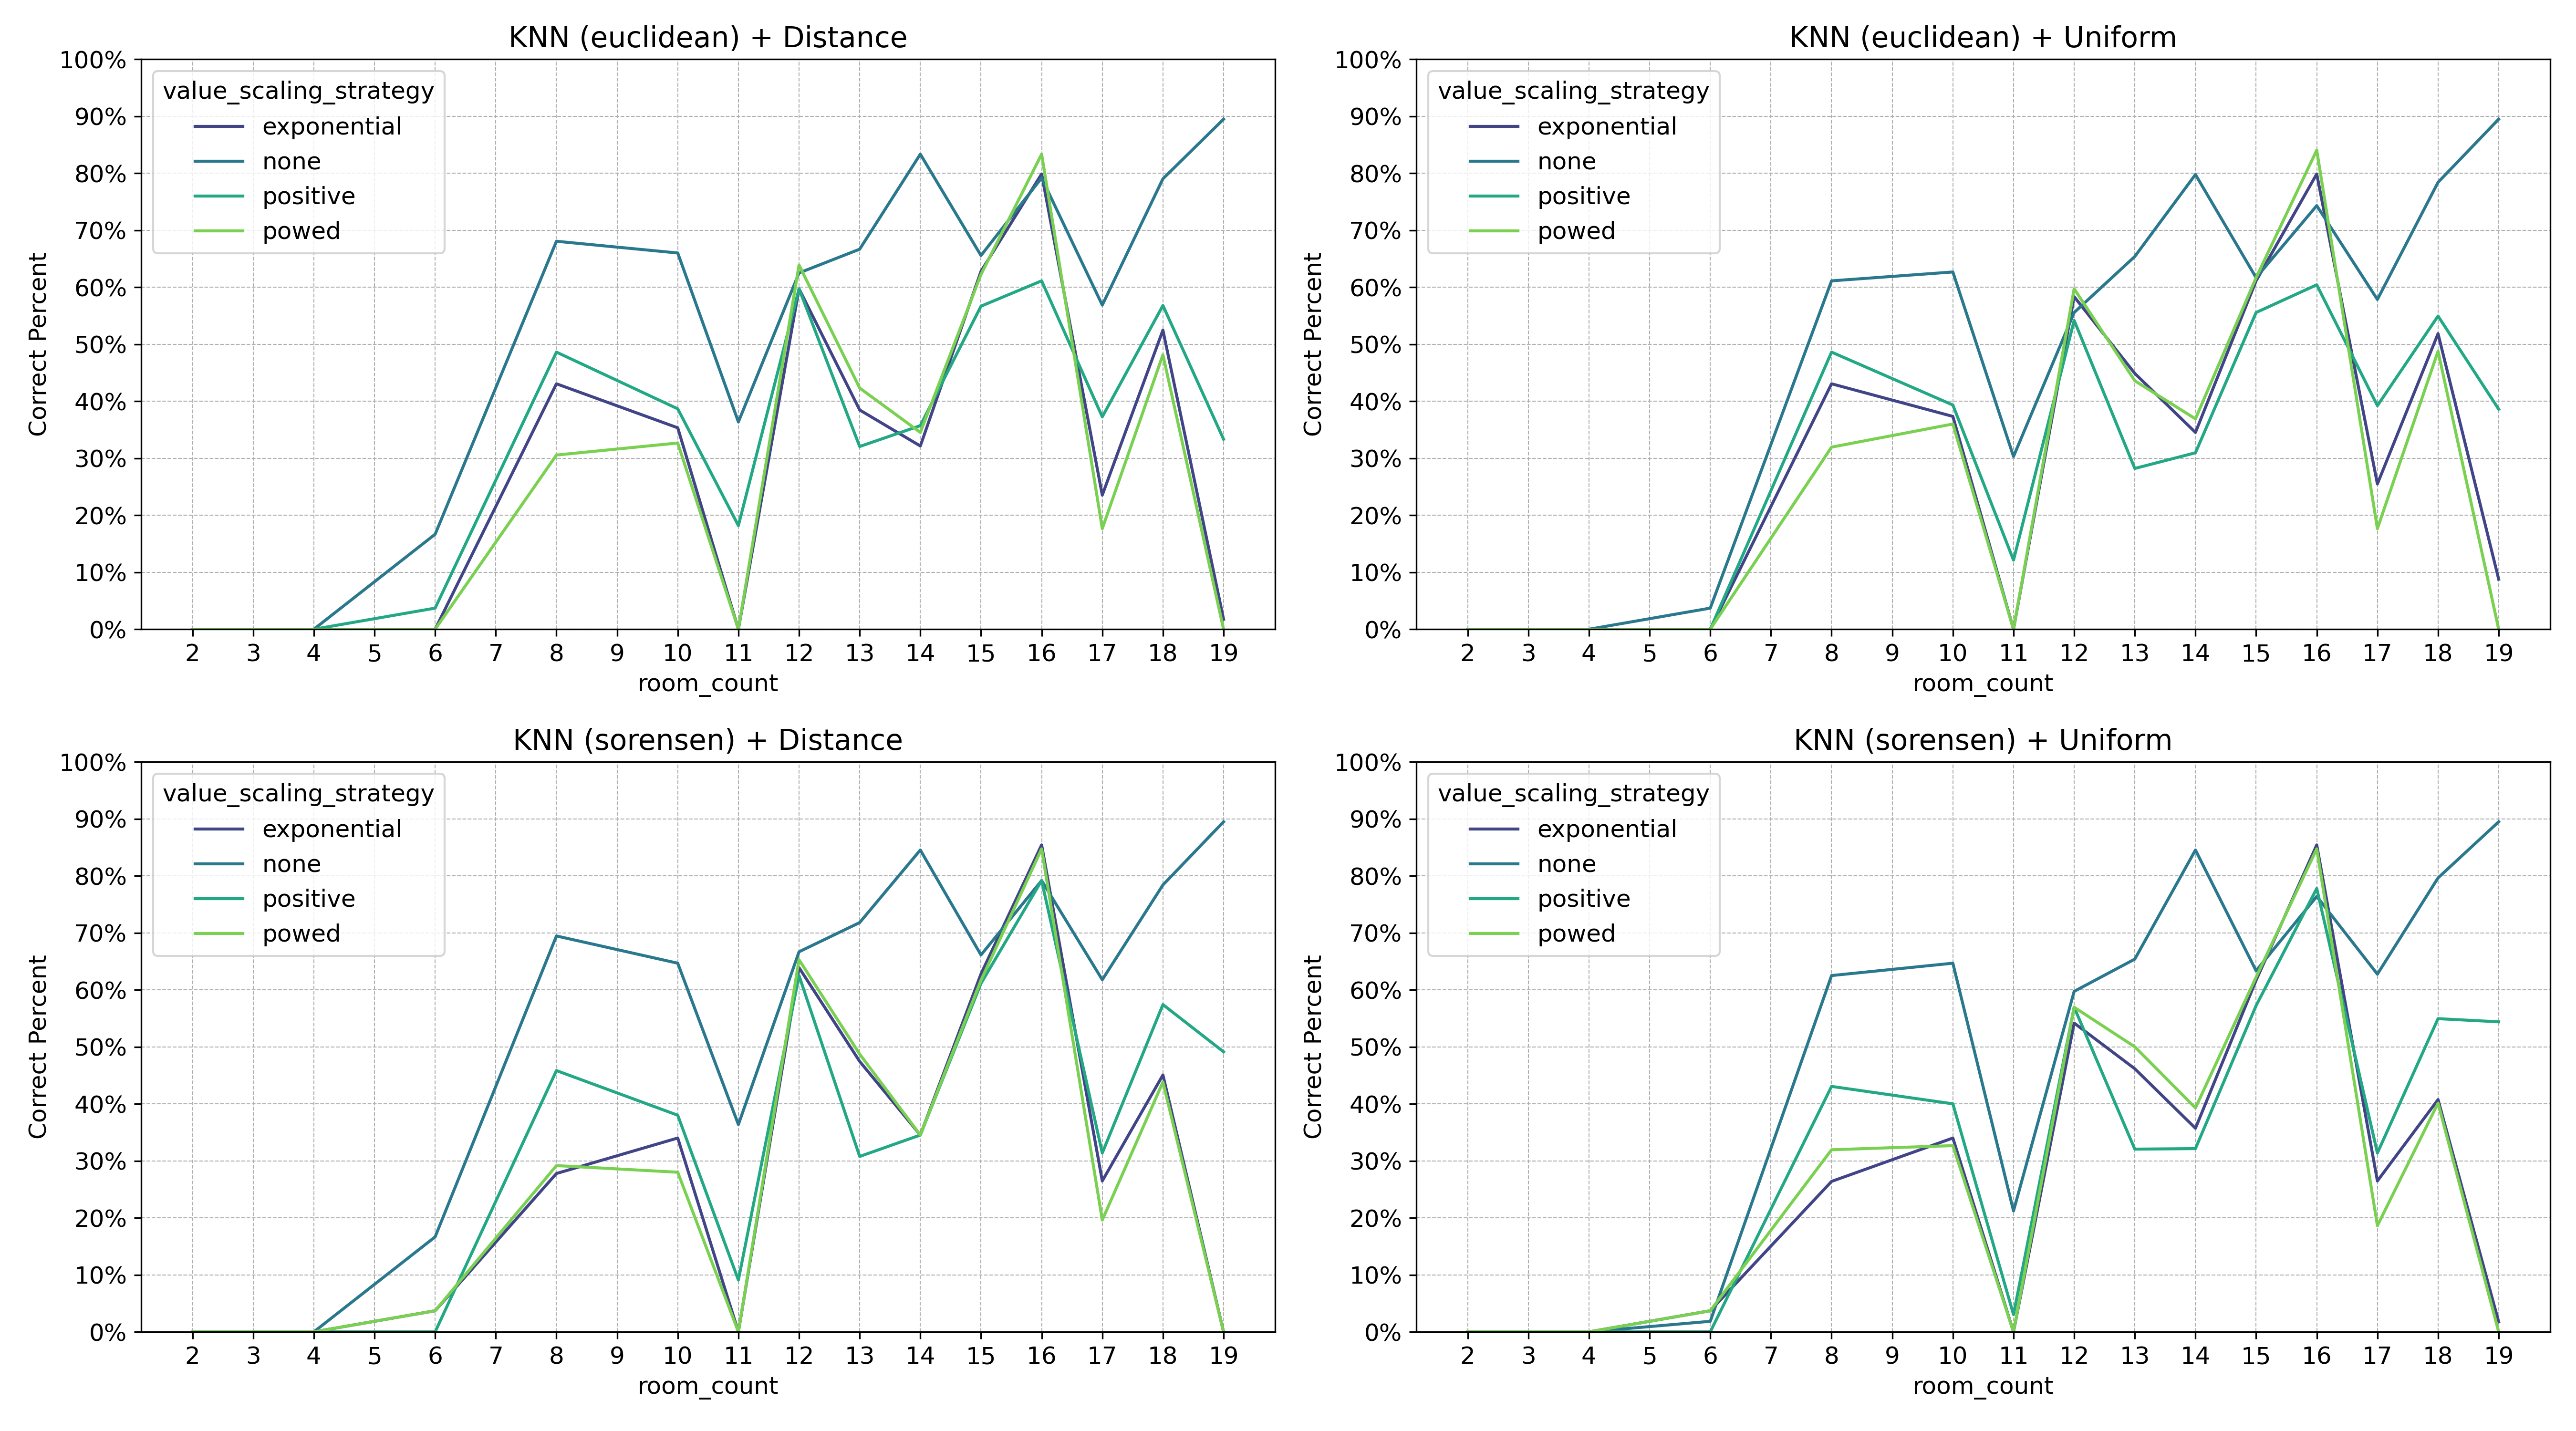 KNN (euclidean) + Distance
100%
90%
80%
70%
60%
50%
40%
30%
20%
10%
0%
Correct Percent
value_scaling_strategy
exponential
none
positive
powed
2 3 4 5 6 7 8 9 10 11 12 13 14 15 16 17 18 19
room_count
KNN (euclidean) + Uniform
100%
90%
80%
70%
60%
50%
40%
30%
20%
10%
0%
Correct Percent
value_scaling_strategy
exponential
none
positive
powed
2 3 4 5 6 7 8 9 10 11 12 13 14 15 16 17 18 19
room_count
KNN (sorensen) + Distance
100%
90%
80%
70%
60%
50%
40%
30%
20%
10%
0%
Correct Percent
value_scaling_strategy
exponential
none
positive
powed
2 3 4 5 6 7 8 9 10 11 12 13 14 15 16 17 18 19
room_count
KNN (sorensen) + Uniform
100%
90%
80%
70%
60%
50%
40%
30%
20%
10%
0%
Correct Percent
value_scaling_strategy
exponential
none
positive
powed
2 3 4 5 6 7 8 9 10 11 12 13 14 15 16 17 18 19
room_count